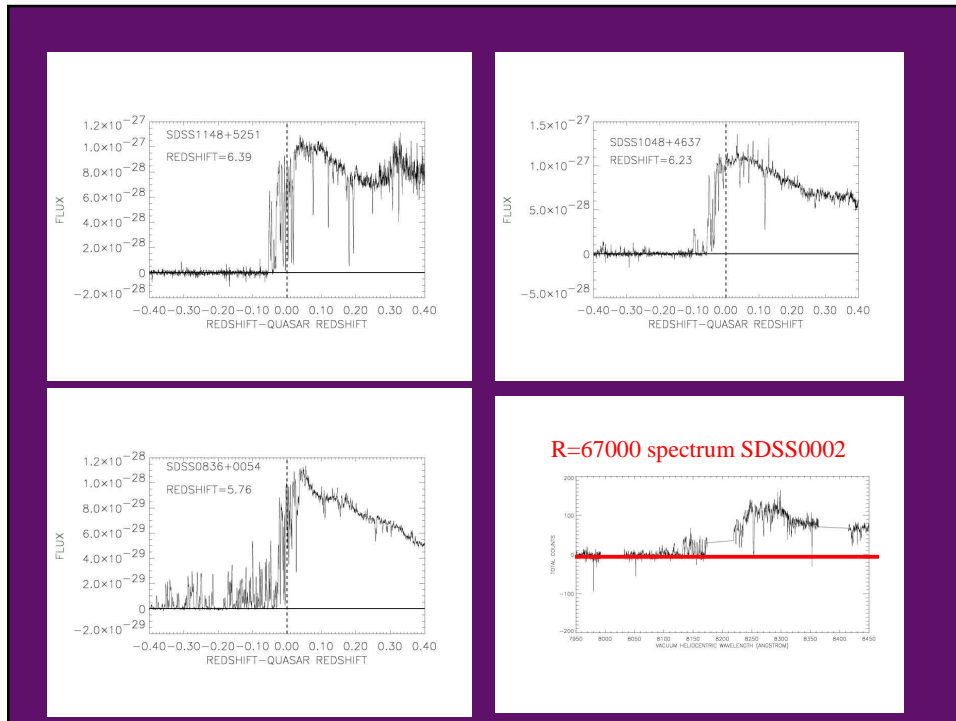 SDSS1148+5251
REDSHIFT=6.39
1.2×10⁻²⁷
1.0×10⁻²⁷
8.0×10⁻²⁸
6.0×10⁻²⁸
4.0×10⁻²⁸
2.0×10⁻²⁸
0
−2.0×10⁻²⁸
FLUX
−0.40 −0.30 −0.20 −0.10 0.00 0.10 0.20 0.30 0.40
REDSHIFT−QUASAR REDSHIFT
SDSS1048+4637
REDSHIFT=6.23
1.5×10⁻²⁷
1.0×10⁻²⁷
5.0×10⁻²⁸
0
−5.0×10⁻²⁸
FLUX
−0.40 −0.30 −0.20 −0.10 0.00 0.10 0.20 0.30 0.40
REDSHIFT−QUASAR REDSHIFT
SDSS0836+0054
REDSHIFT=5.76
1.2×10⁻²⁸
1.0×10⁻²⁸
8.0×10⁻²⁹
6.0×10⁻²⁹
4.0×10⁻²⁹
2.0×10⁻²⁹
0
−2.0×10⁻²⁹
FLUX
−0.40 −0.30 −0.20 −0.10 0.00 0.10 0.20 0.30 0.40
REDSHIFT−QUASAR REDSHIFT
R=67000 spectrum SDSS0002
200
100
0
−100
−200
TOTAL COUNTS
7950 8000 8050 8100 8150 8200 8250 8300 8350 8400 8450
VACUUM HELIOCENTRIC WAVELENGTH (ANGSTROM)